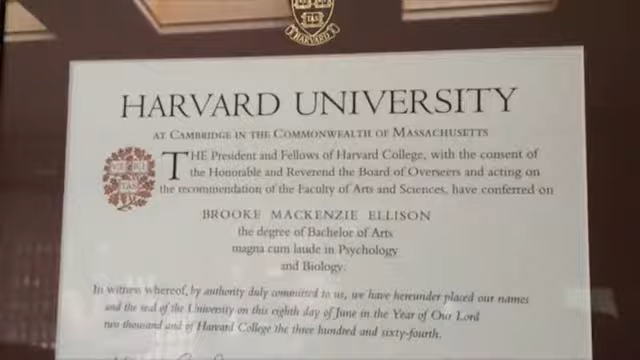 HARVARD
HARVARD UNIVERSITY
AT CAMBRIDGE IN THE COMMONWEALTH OF MASSACHUSETTS
VE RI
TAS
THE President and Fellows of Harvard College, with the consent of
the Honorable and Reverend the Board of Overseers and acting on
the recommendation of the Faculty of Arts and Sciences, have conferred on
BROOKE MACKENZIE ELLISON
the degree of Bachelor of Arts
magna cum laude in Psychology
and Biology.
In witness whereof, by authority duly committed to us, we have hereunder placed our names
and the seal of the University on this eighth day of June in the Year of Our Lord
two thousand and of Harvard College the three hundred and sixty-fourth.